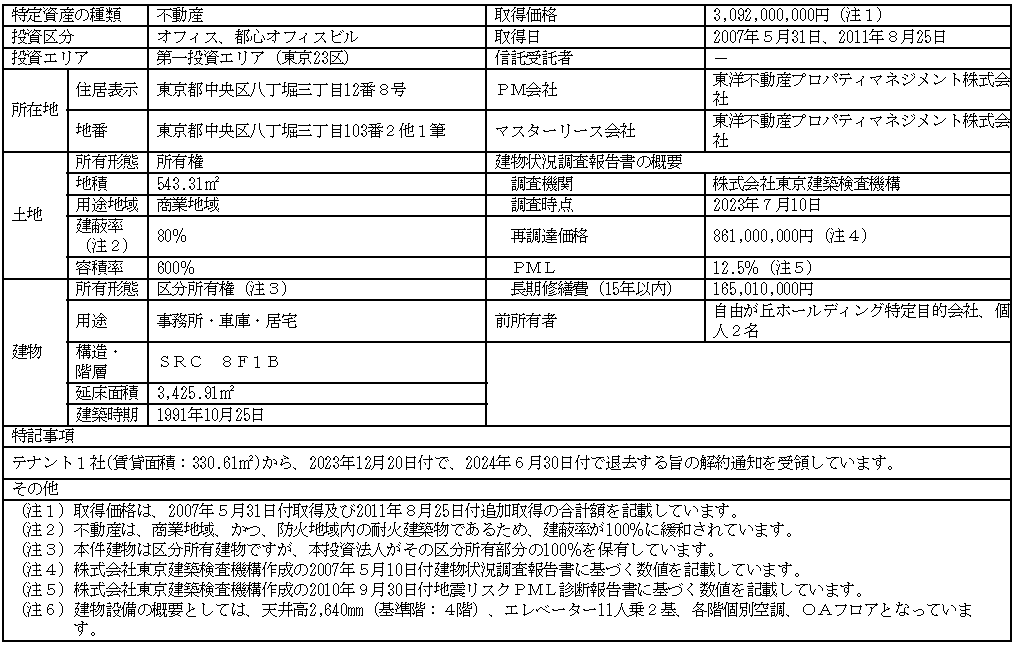 特定資産の種類 不動産 取得価格 3,092,000,000円（注１）
投資区分 オフィス、都心オフィスビル 取得日 2007年５月31日、2011年８月25日
投資エリア 第一投資エリア（東京23区） 信託受託者 －
所在地 住居表示 東京都中央区八丁堀三丁目12番８号 ＰＭ会社 東洋不動産プロパティマネジメント株式会
社
地番 東京都中央区八丁堀三丁目103番２他１筆 マスターリース会社 東洋不動産プロパティマネジメント株式会
社
土地 所有形態 所有権 建物状況調査報告書の概要
地積 543.31㎡ 調査機関 株式会社東京建築検査機構
用途地域 商業地域 調査時点 2023年７月10日
建蔽率
（注２） 80％ 再調達価格 861,000,000円（注４）
容積率 600％ ＰＭＬ 12.5％（注５）
建物 所有形態 区分所有権（注３） 長期修繕費（15年以内） 165,010,000円
用途 事務所・車庫・居宅 前所有者 自由が丘ホールディング特定目的会社、個
人２名
構造・
階層 ＳＲＣ　８Ｆ１Ｂ
延床面積 3,425.91㎡
建築時期 1991年10月25日
特記事項
テナント１社(賃貸面積：330.61㎡)から、2023年12月20日付で、2024年６月30日付で退去する旨の解約通知を受領しています。
その他
（注１）取得価格は、2007年５月31日付取得及び2011年８月25日付追加取得の合計額を記載しています。
（注２）不動産は、商業地域、かつ、防火地域内の耐火建築物であるため、建蔽率が100％に緩和されています。
（注３）本件建物は区分所有建物ですが、本投資法人がその区分所有部分の100％を保有しています。
（注４）株式会社東京建築検査機構作成の2007年５月10日付建物状況調査報告書に基づく数値を記載しています。
（注５）株式会社東京建築検査機構作成の2010年９月30日付地震リスクＰＭＬ診断報告書に基づく数値を記載しています。
（注６）建物設備の概要としては、天井高2,640mm（基準階：４階）、エレベーター11人乗２基、各階個別空調、ＯＡフロアとなっていま
す。